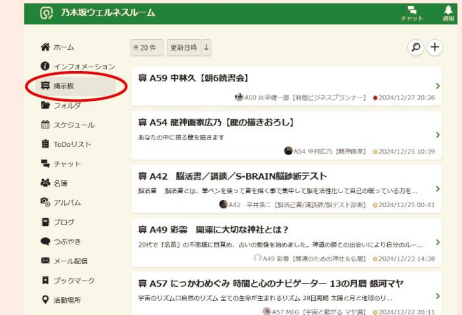 乃木坂ウェルネスルーム
チャット
通知
ホーム
インフォメーション
掲示板
フォルダ
スケジュール
ToDoリスト
チャット
名簿
アルバム
ブログ
つぶやき
メール配信
ブックマーク
活動場所
20 件
更新日時 ↓
A59 中林久【朝6読書会】
A00 片平健一郎【瞑想ビジネスプランナー】 2024/12/27 20:26
A54 龍神画家広乃【龍の描きおろし】
あなたの中に宿る龍を描きます
A54 中村広乃【龍神画家】 2024/12/25 10:39
A42 脳活書／講談／S-BRAIN脳診断テスト
脳活書 脳活書とは、筆ペンを使って書を描く事で集中して脳を活性化して自己の眠っている力を...
A42 平井浩二【脳活己書/講談師/脳テスト診断】 2024/12/25 00:41
A49 彩雲 開運に大切な神社とは？
20代で『名前』の不思議に目覚め、占いの勉強を始めました。神道の師との出会いにより自分のルー...
A49 彩雲【開運のための神社＆仏閣】 2024/12/23 14:38
A57 にっかわめぐみ 時間と心のナビゲーター 13の月暦 銀河マヤ
宇宙のリズム□自然のリズム 全ての生命が生まれるリズム 28日周期 太陽と月と地球のリ...
A57 MEG【宇宙と繋がる マヤ暦】 2024/12/22 20:11